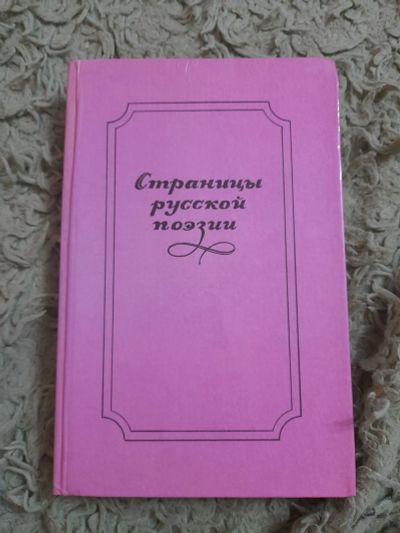 Страницы
русской
поэзии